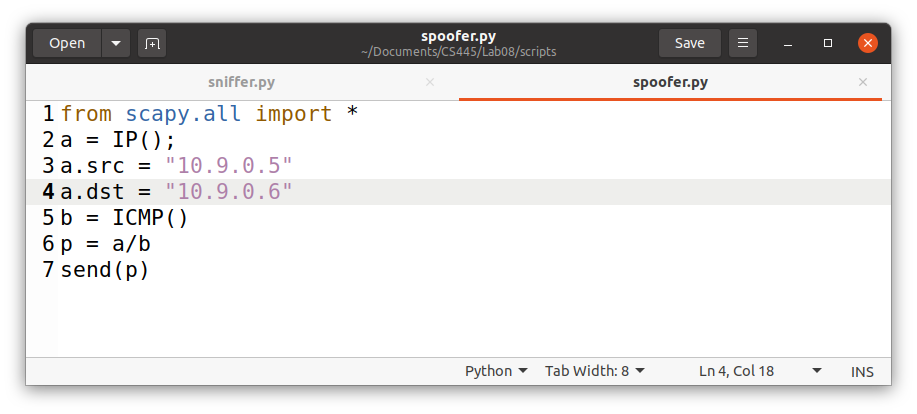 Open
spoofer.py
~/Documents/CS445/Lab08/scripts
Save
sniffer.py
spoofer.py
1 from scapy.all import *
2 a = IP();
3 a.src = "10.9.0.5"
4 a.dst = "10.9.0.6"
5 b = ICMP()
6 p = a/b
7 send(p)
Python Tab Width: 8 Ln 4, Col 18 INS